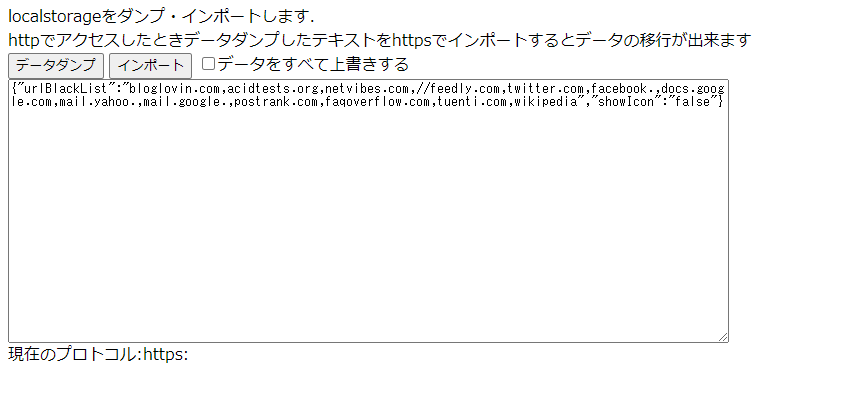 localstorageをダンプ・インポートします.
httpでアクセスしたときデータダンプしたテキストをhttpsでインポートするとデータの移行が出来ます
データダンプ インポート データをすべて上書きする
{"urlBlackList":"bloglovin.com,acidtests.org,netvibes.com,//feedly.com,twitter.com,facebook.,docs.goog
le.com,mail.yahoo.,mail.google.,postrank.com,faqoverflow.com,tuenti.com,wikipedia","showIcon":"false"}
現在のプロトコル:https: